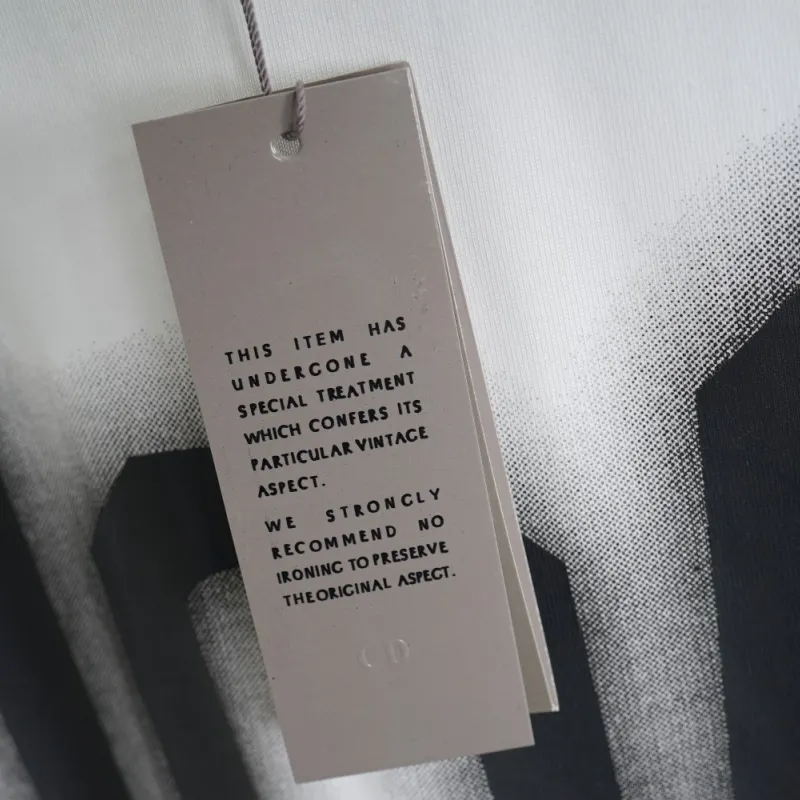 THIS ITEM HAS
UNDERGONE A
SPECIAL TREATMENT
WHICH CONFERS ITS
PARTICULAR VINTAGE
ASPECT.
WE STRONGLY
RECOMMEND NO
IRONING TO PRESERVE
THE ORIGINAL ASPECT.
CD